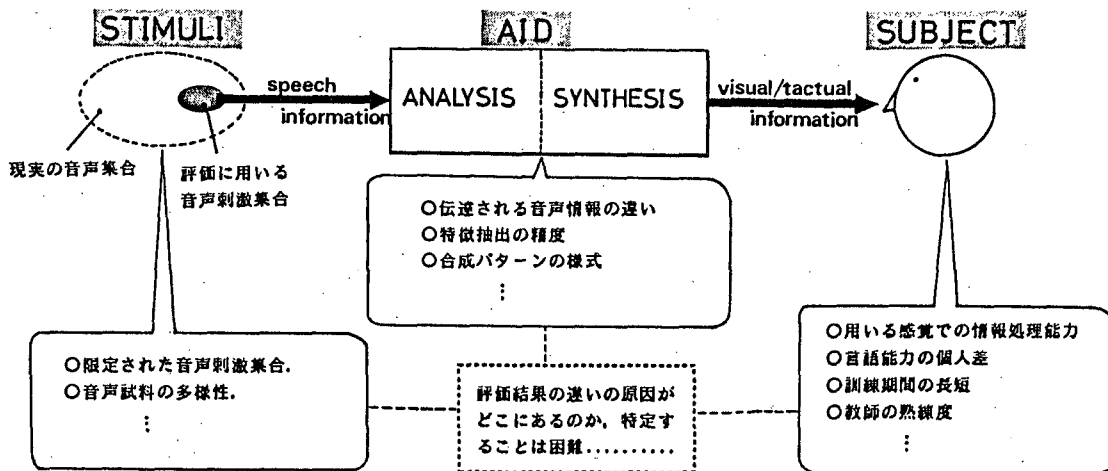 STIMULI
AID
SUBJECT
speech
information
ANALYSIS
SYNTHESIS
visual/tactual
information
現実の音声集合
評価に用いる
音声刺激集合
○伝達される音声情報の違い
○特徴抽出の精度
○合成パターンの様式
⋮
○限定された音声刺激集合.
○音声試料の多様性.
⋮
評価結果の違いの原因が
どこにあるのか, 特定す
ることは困難..........
○用いる感覚での情報処理能力
○言語能力の個人差
○訓練期間の長短
○教師の熟練度
⋮